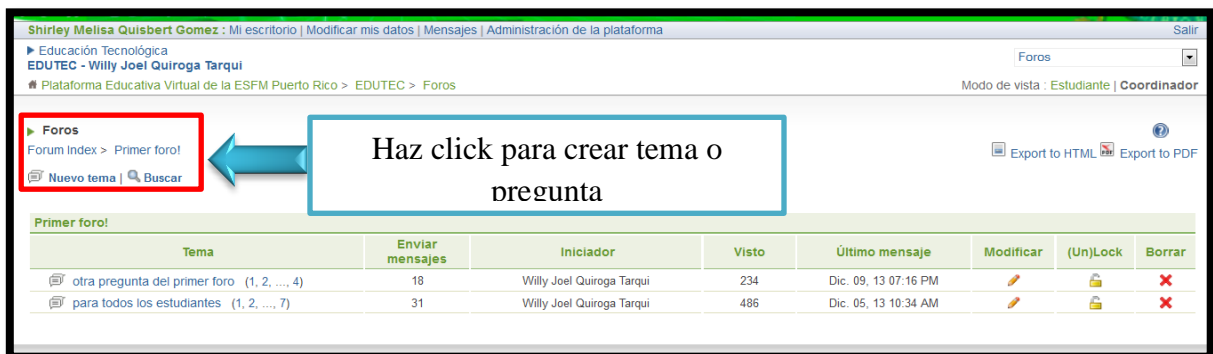 Shirley Melisa Quisbert Gomez : Mi escritorio | Modificar mis datos | Mensajes | Administración de la plataforma Salir
Educación Tecnológica
EDUTEC - Willy Joel Quiroga Tarqui
Foros
Plataforma Educativa Virtual de la ESFM Puerto Rico > EDUTEC > Foros
Modo de vista : Estudiante | Coordinador
Foros
Forum Index > Primer foro!
Nuevo tema | Buscar
Haz click para crear tema o
pregunta
Export to HTML Export to PDF
Primer foro!
Tema Enviar mensajes Iniciador Visto Último mensaje Modificar (Un)Lock Borrar
otra pregunta del primer foro (1, 2, ..., 4) 18 Willy Joel Quiroga Tarqui 234 Dic. 09, 13 07:16 PM
para todos los estudiantes (1, 2, ..., 7) 31 Willy Joel Quiroga Tarqui 486 Dic. 05, 13 10:34 AM